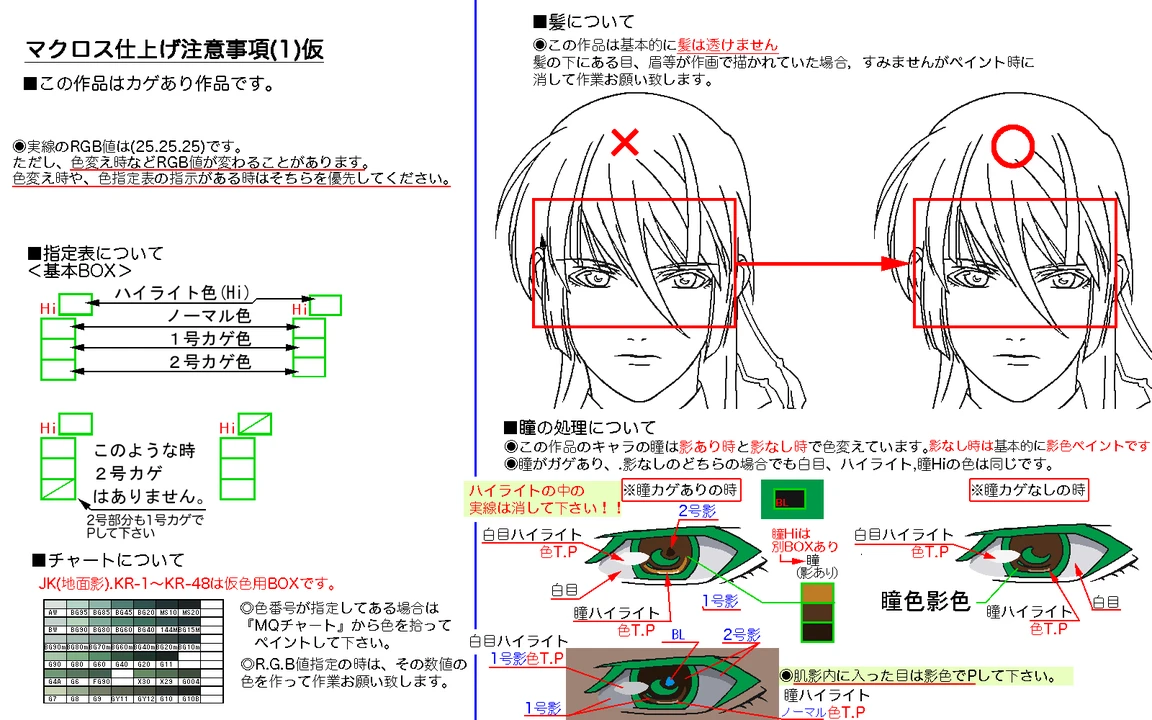 マクロス仕上げ注意事項(1)仮
■この作品はカゲあり作品です。
◉実線のRGB値は(25.25.25)です。
ただし、色変え時などRGB値が変わることがあります。
色変え時や、色指定表の指示がある時はそちらを優先してください。
■指定表について
＜基本BOX＞
Hi
ハイライト色(Hi)
Hi
ノーマル色
１号カゲ色
２号カゲ色
Hi
Hi
このような時
２号カゲ
はありません。
2号部分も1号カゲで
Pして下さい
■チャートについて
JK(地面影).KR-1～KR-48は仮色用BOXです。
AW BG95 BG85 BG45 BG20 MS10 MS20
BW BG90 BG80 BG60 BG40 144M BG15M
BG90m BG80m BG70m BG60m BG40m BG20m BG10m
G90 G80 G60 G40 G20 G11
G4A G6 FG90 X30 X29 G004
G7 G8 G9 GY11 GY12 G10 G10B
◎色番号が指定してある場合は
『MQチャート』から色を拾って
ペイントして下さい。
◎R.G.B値指定の時は、その数値の
色を作って作業お願い致します。
■髪について
◉この作品は基本的に髪は透けません
髪の下にある目、眉等が作画で描かれていた場合，すみませんがペイント時に
消して作業お願い致します。
■瞳の処理について
◉この作品のキャラの瞳は影あり時と影なし時で色変えています。影なし時は基本的に影色ペイントです
◉瞳がガゲあり、.影なしのどちらの場合でも白目、ハイライト,瞳Hiの色は同じです。
ハイライトの中の
実線は消して下さい！！
※瞳カゲありの時
2号影
白目ハイライト
色T.P
白目
瞳ハイライト
色T.P
1号影
BL
瞳Hiは
別BOXあり
瞳
(影あり)
※瞳カゲなしの時
白目ハイライト
色T.P
瞳色影色
瞳ハイライト
色T.P
白目
白目ハイライト
1号影色T.P
1号影
BL
2号影
◉肌影内に入った目は影色でPして下さい。
瞳ハイライト
ノーマル色T.P